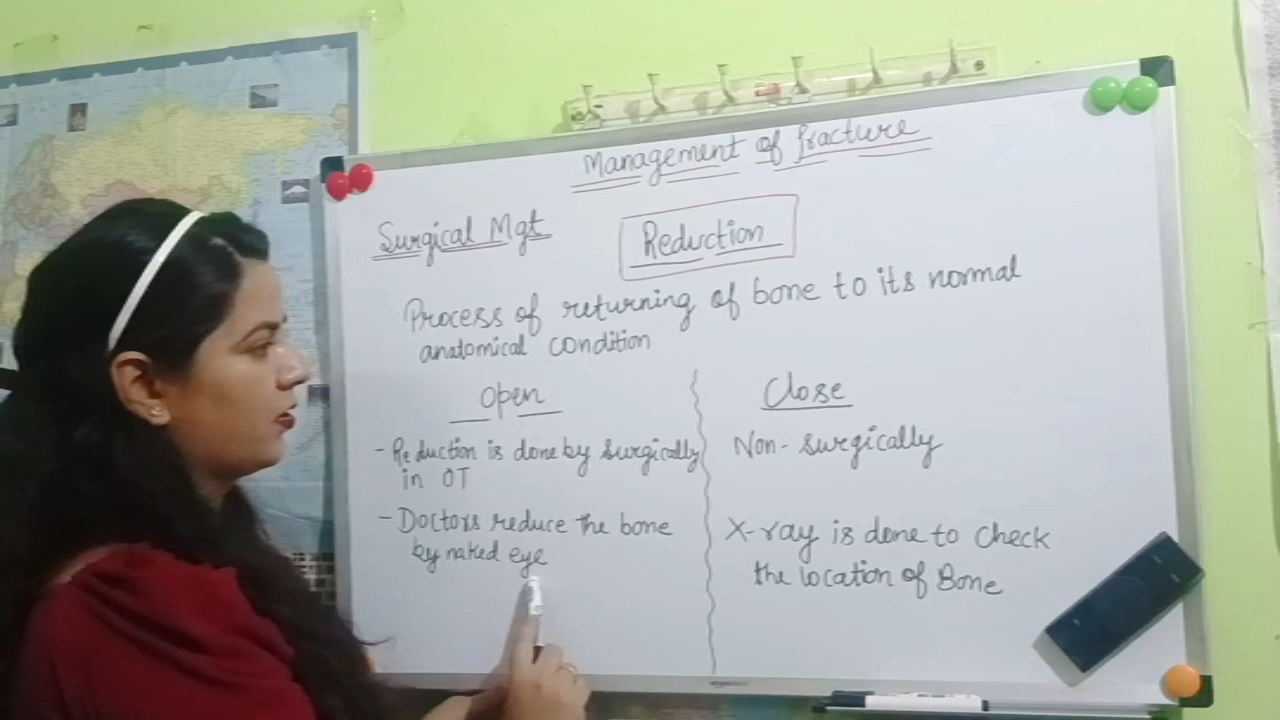 Management of fracture
Surgical Mgt
Reduction
Process of returning of bone to its normal
anatomical condition
Open
- Reduction is done by surgically
in OT
- Doctors reduce the bone
by naked eye
Close
Non-surgically
X-ray is done to check
the location of Bone